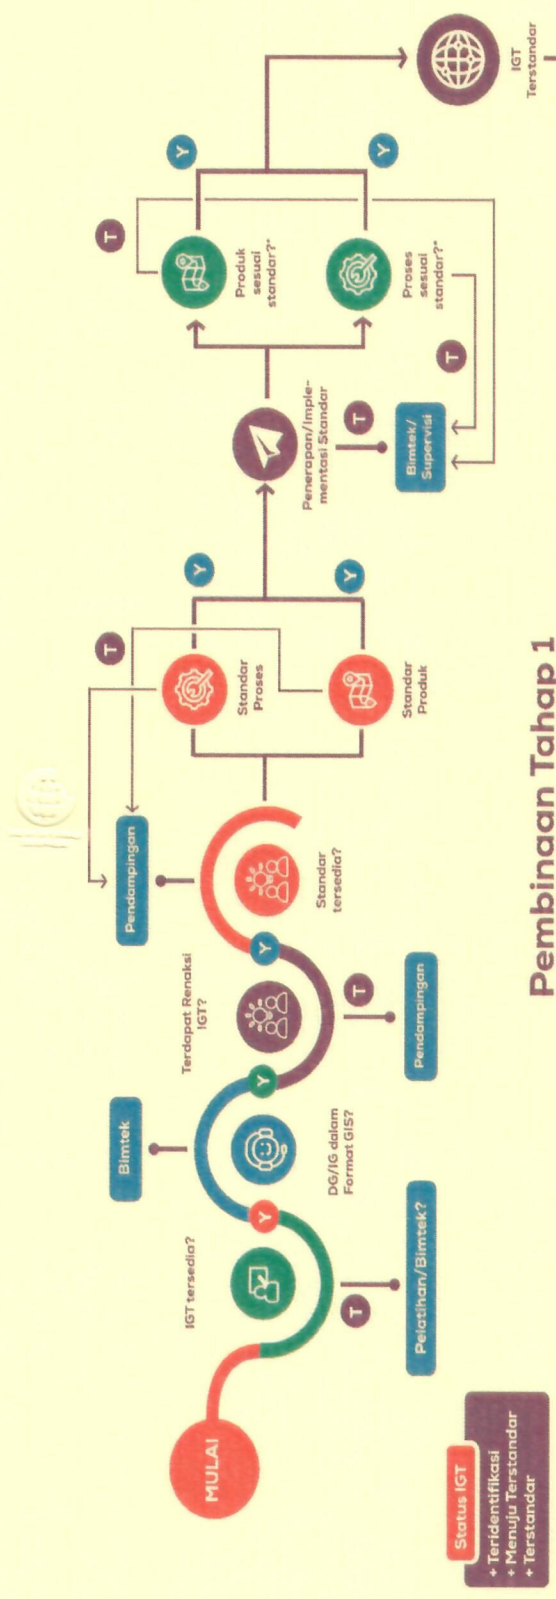 MULAI
IGT tersedia?
T
Pelatihan/Bimtek?
Y
Bimtek
DG/IG dalam
Format GIS?
Y
Terdapat Renaksi
IGT?
T
Pendampingan
Y
Pendampingan
Standar
tersedia?
T
Standar
Proses
Standar
Produk
Y
Y
Penerapan/Imple-
mentasi Standar
T
Bimtek/
Supervisi
T
Produk
sesuai
standar?*
Proses
sesuai
standar?*
T
Y
Y
IGT
Terstandar
Status IGT
+ Teridentifikasi
+ Menuju Terstandar
+ Terstandar
Pembinaan Tahap 1